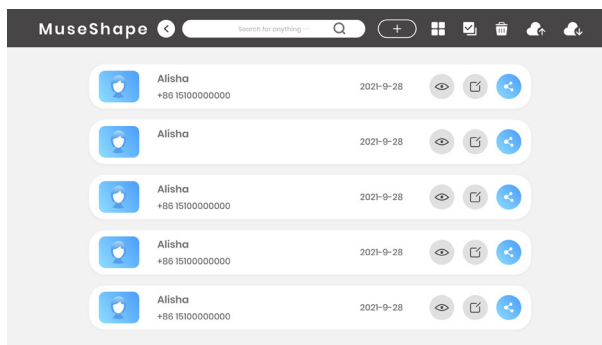 MuseShape
Search for anything ...
Alisha
+86 15100000000
2021-9-28
Alisha
2021-9-28
Alisha
+86 15100000000
2021-9-28
Alisha
+86 15100000000
2021-9-28
Alisha
+86 15100000000
2021-9-28